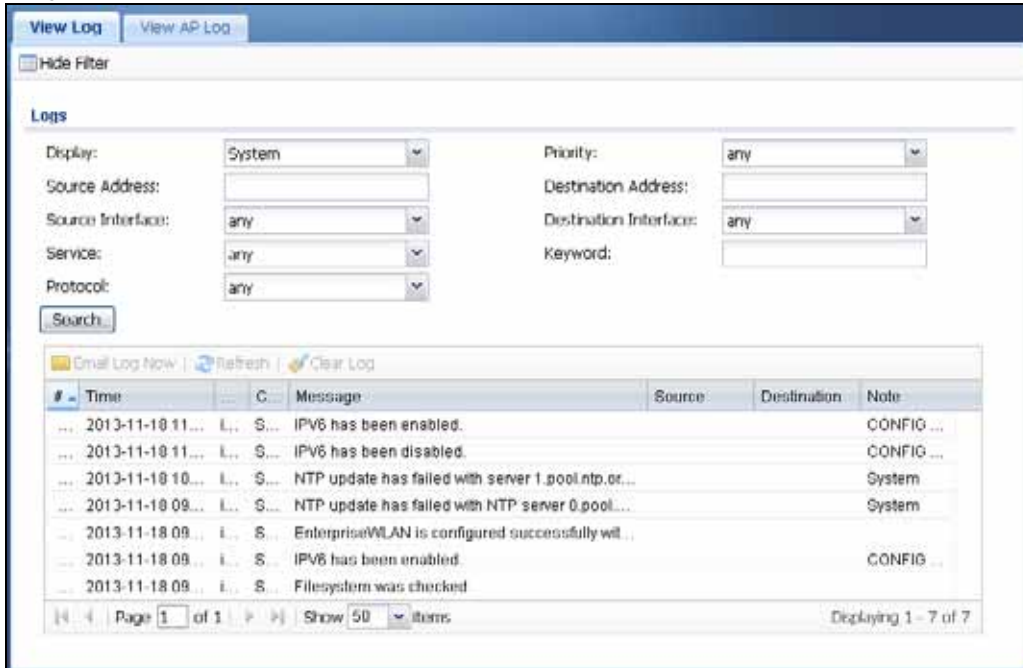 View Log View AP Log
Hide Filter
Logs
Display: System Priority: any
Source Address: Destination Address:
Source Interface: any Destination Interface: any
Service: any Keyword:
Protocol: any
Search
Email Log Now | Refresh | Clear Log
# Time ... C... Message Source Destination Note
... 2013-11-18 11... i... S... IPV6 has been enabled. CONFIG ...
... 2013-11-18 11... i... S... IPV6 has been disabled. CONFIG ...
... 2013-11-18 10... i... S... NTP update has failed with server 1.pool.ntp.or... System
... 2013-11-18 09... i... S... NTP update has failed with NTP server 0.pool.... System
... 2013-11-18 09... i... S... EnterpriseWLAN is configured successfully wit...
... 2013-11-18 09... i... S... IPV6 has been enabled. CONFIG ...
... 2013-11-18 09... i... S... Filesystem was checked
Page 1 of 1 Show 50 items Displaying 1 - 7 of 7